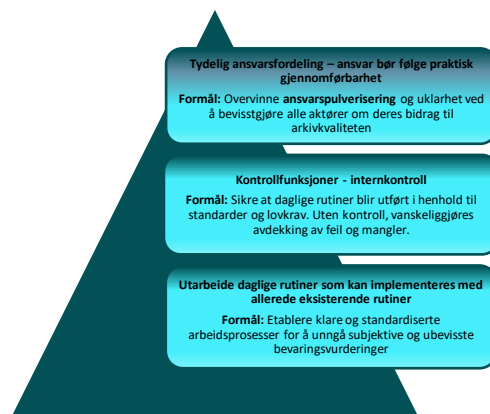 Tydelig ansvarsfordeling – ansvar bør følge praktisk
gjennomførbarhet
Formål: Overvinne ansvarspulverisering og uklarhet ved
å bevisstgjøre alle aktører om deres bidrag til
arkivkvaliteten
Kontrollfunksjoner - internkontroll
Formål: Sikre at daglige rutiner blir utført i henhold til
standarder og lovkrav. Uten kontroll, vanskeliggjøres
avdekking av feil og mangler.
Utarbeide daglige rutiner som kan implementeres med
allerede eksisterende rutiner
Formål: Etablere klare og standardiserte
arbeidsprosesser for å unngå subjektive og ubevisste
bevaringsvurderinger